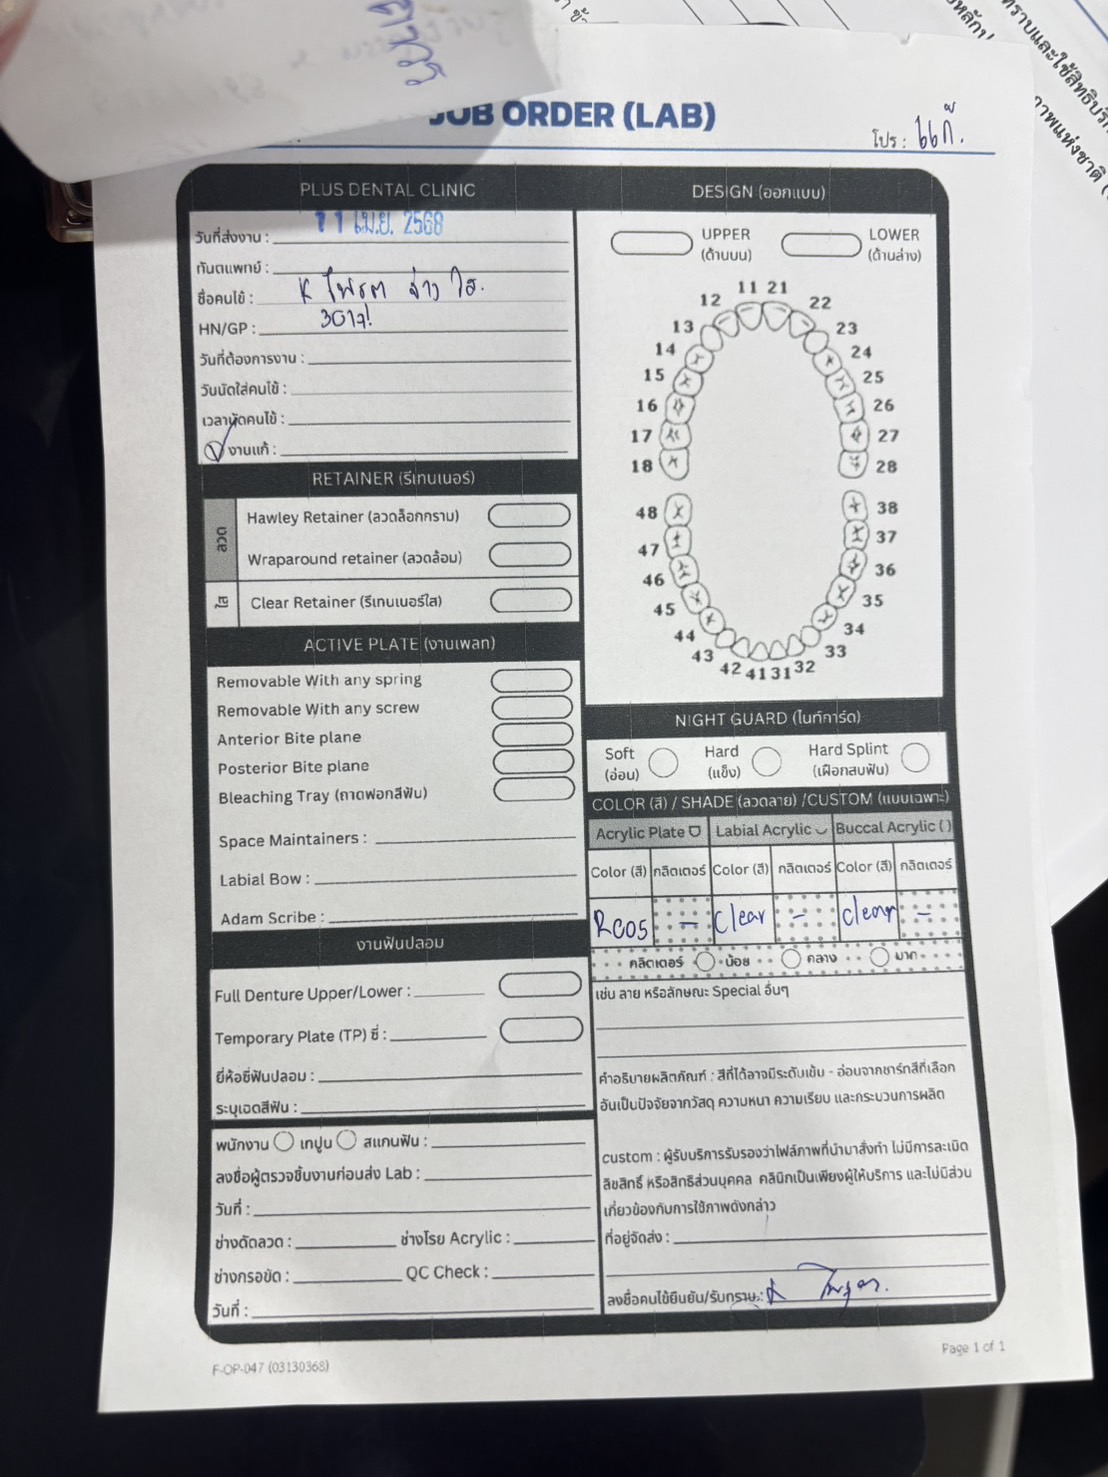 JOB ORDER (LAB)
โปร : แก้.
PLUS DENTAL CLINIC
วันที่ส่งงาน : 11 เม.ย. 2568
ทันตแพทย์ :
ชื่อคนไข้ : K
HN/GP :
วันที่ต้องการงาน :
วันนัดใส่คนไข้ :
เวลานัดคนไข้ :
งานแก้ :
RETAINER (รีเทนเนอร์)
ลวด
Hawley Retainer (ลวดล็อกกราม)
Wraparound retainer (ลวดล้อม)
ใส
Clear Retainer (รีเทนเนอร์ใส)
ACTIVE PLATE (งานเพลท)
Removable With any spring
Removable With any screw
Anterior Bite plane
Posterior Bite plane
Bleaching Tray (ถาดฟอกสีฟัน)
Space Maintainers :
Labial Bow :
Adam Scribe :
งานฟันปลอม
Full Denture Upper/Lower :
Temporary Plate (TP) ซี่ :
ยี่ห้อซี่ฟันปลอม :
ระบุเฉดสีฟัน :
พนักงาน เทปูน สแกนฟัน :
ลงชื่อผู้ตรวจชิ้นงานก่อนส่ง Lab :
วันที่ :
ช่างดัดลวด : ช่างโรย Acrylic :
ช่างกรอขัด : QC Check :
วันที่ :
F-OP-047 (03130368)
DESIGN (ออกแบบ)
UPPER LOWER
(ด้านบน) (ด้านล่าง)
11 21
12 22
13 23
14 24
15 25
16 26
17 27
18 28
48 38
47 37
46 36
45 35
44 34
43 33
42 41 31 32
NIGHT GUARD (ไนท์การ์ด)
Soft Hard Hard Splint
(อ่อน) (แข็ง) (เฝือกสบฟัน)
COLOR (สี) / SHADE (ลวดลาย) /CUSTOM (แบบเฉพาะ)
Acrylic Plate Labial Acrylic Buccal Acrylic ( )
Color (สี) กลิตเตอร์ Color (สี) กลิตเตอร์ Color (สี) กลิตเตอร์
RC05 - Clear - Clear -
กลิตเตอร์ น้อย กลาง มาก
เช่น ลาย หรือลักษณะ Special อื่นๆ
คำอธิบายผลิตภัณฑ์ : สีที่ได้อาจมีระดับเข้ม - อ่อนจากชาร์ทสีที่เลือก
อันเป็นปัจจัยจากวัสดุ ความหนา ความเรียบ และกระบวนการผลิต
custom : ผู้รับบริการรับรองว่าไฟล์ภาพที่นำมาสั่งทำ ไม่มีการละเมิด
ลิขสิทธิ์ หรือสิทธิส่วนบุคคล คลินิกเป็นเพียงผู้ให้บริการ และไม่มีส่วน
เกี่ยวข้องกับการใช้ภาพดังกล่าว
ที่อยู่จัดส่ง :
ลงชื่อคนไข้ยืนยัน/รับทราบ :
Page 1 of 1